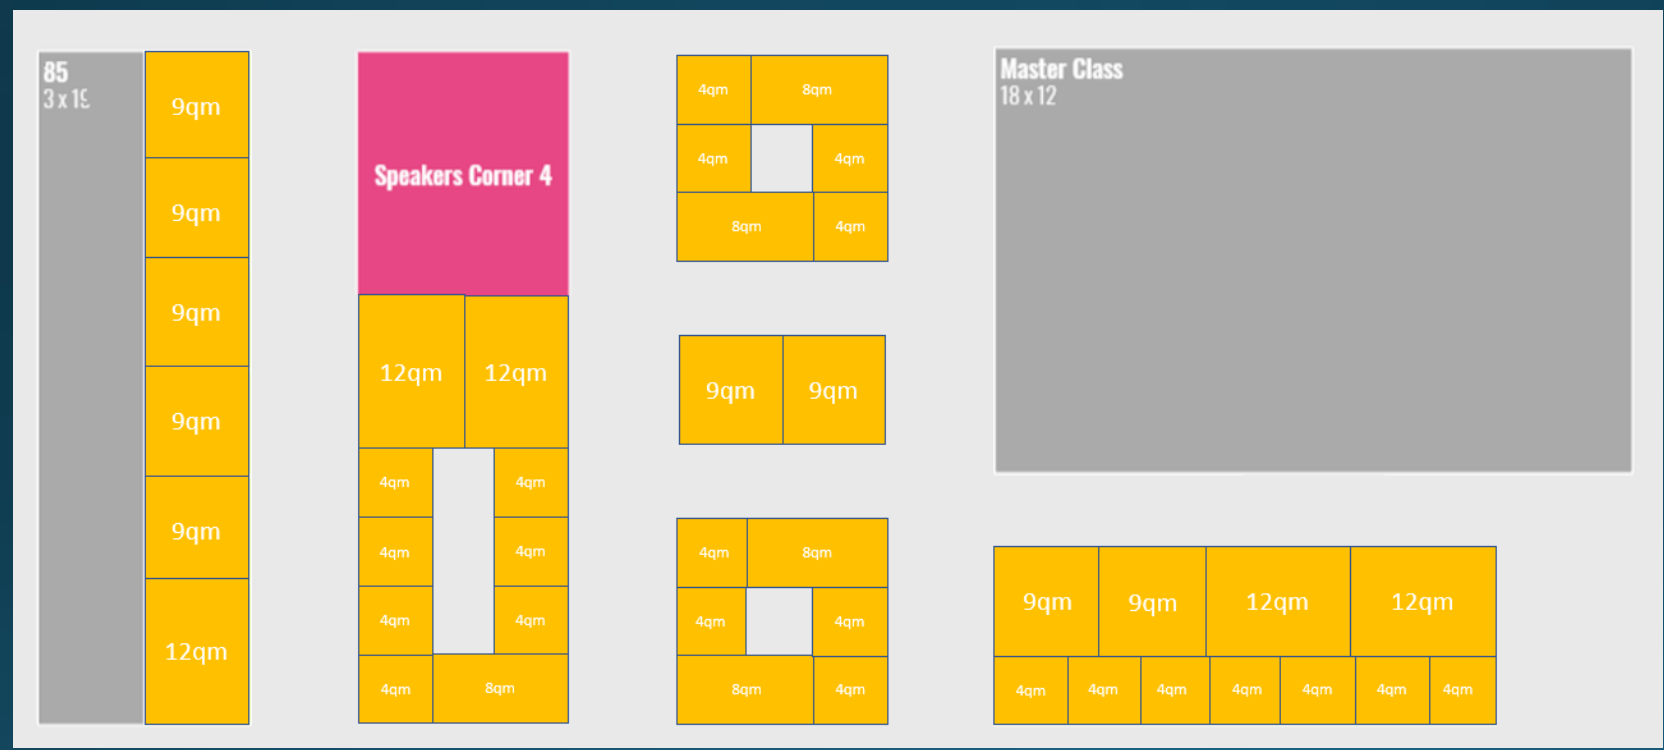 85
3 x 19
9qm
9qm
9qm
9qm
9qm
12qm
Speakers Corner 4
12qm 12qm
4qm 4qm
4qm 4qm
4qm 4qm
4qm 8qm
4qm 8qm
4qm 4qm
8qm 4qm
9qm 9qm
4qm 8qm
4qm 4qm
8qm 4qm
Master Class
18 x 12
9qm 9qm 12qm 12qm
4qm 4qm 4qm 4qm 4qm 4qm 4qm